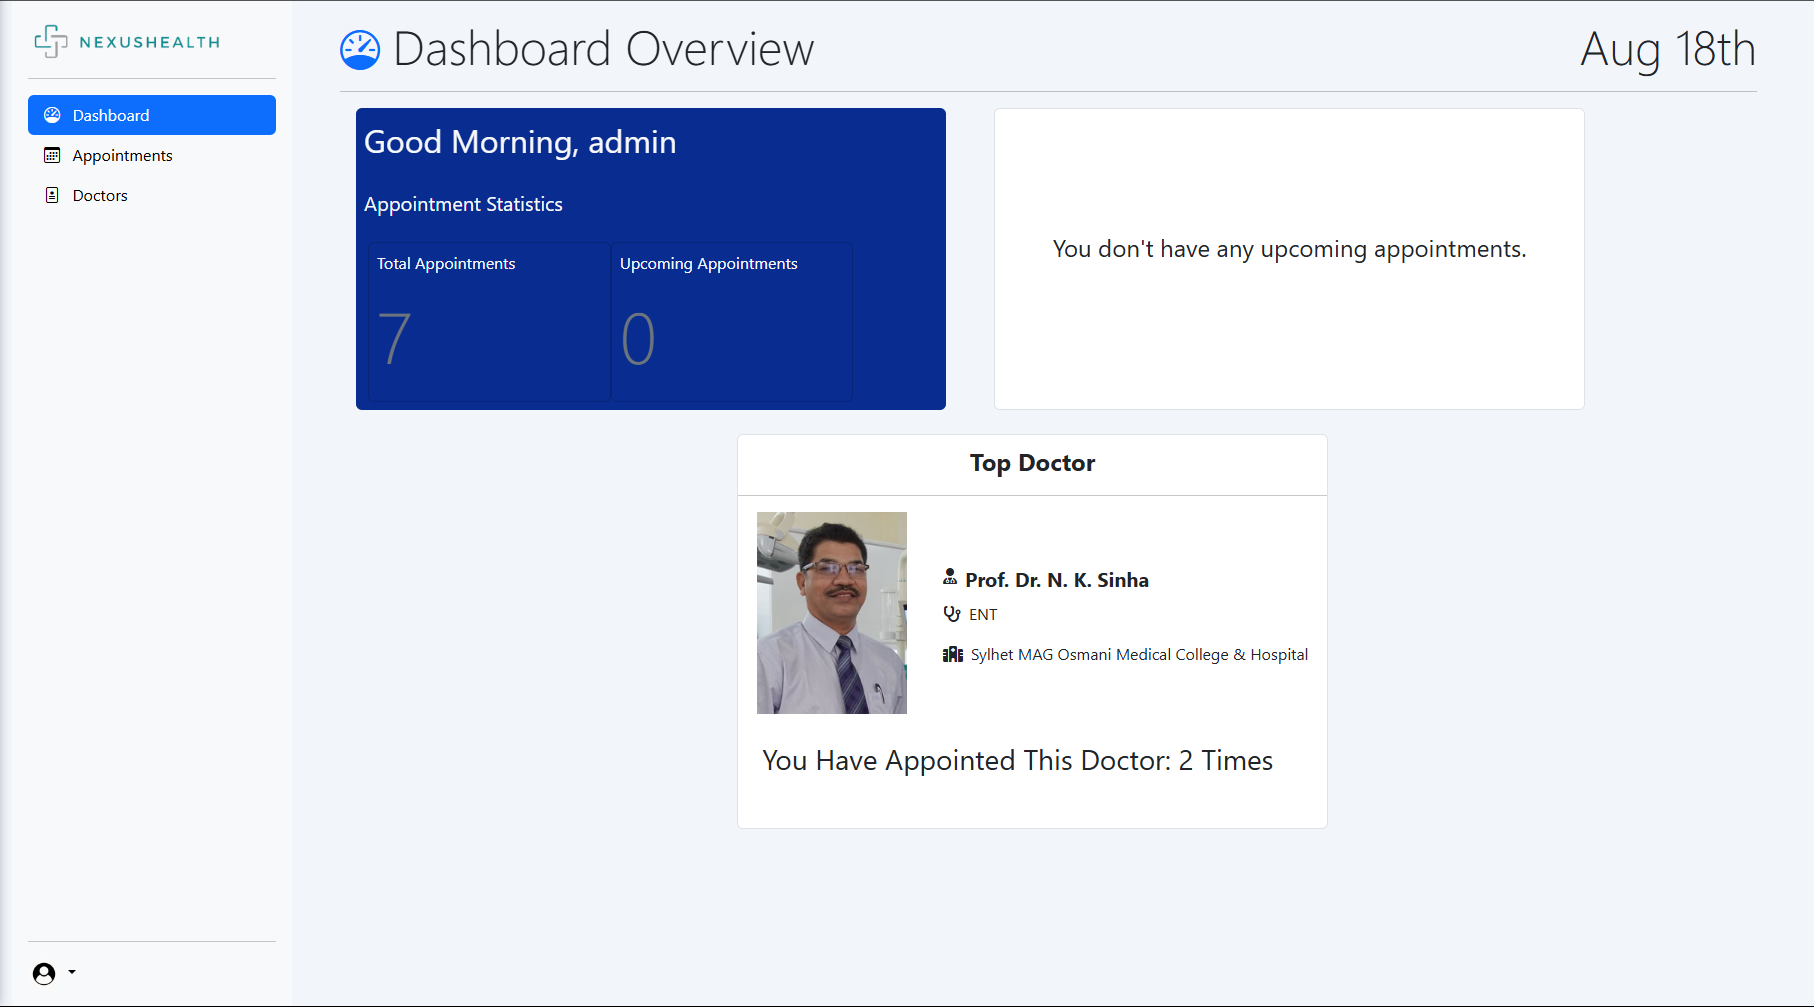 NEXUSHEALTH
Dashboard
Appointments
Doctors
Dashboard Overview
Aug 18th
Good Morning, admin
Appointment Statistics
Total Appointments
7
Upcoming Appointments
0
You don't have any upcoming appointments.
Top Doctor
Prof. Dr. N. K. Sinha
ENT
Sylhet MAG Osmani Medical College & Hospital
You Have Appointed This Doctor: 2 Times